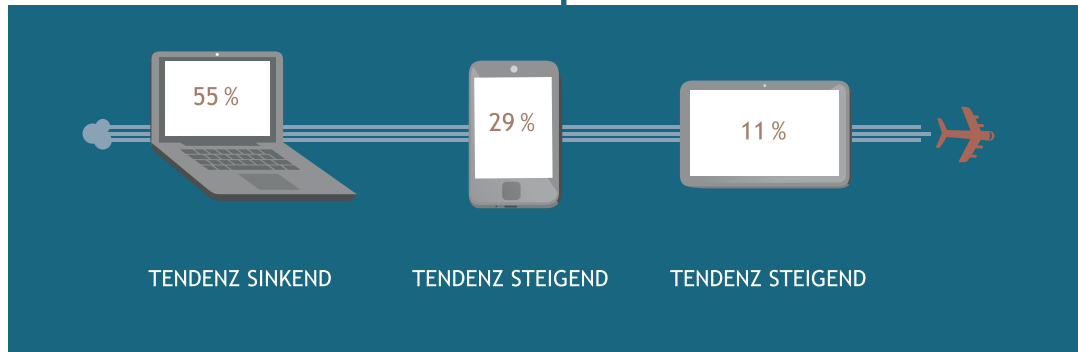 55 %
29 %
11 %
TENDENZ SINKEND
TENDENZ STEIGEND
TENDENZ STEIGEND